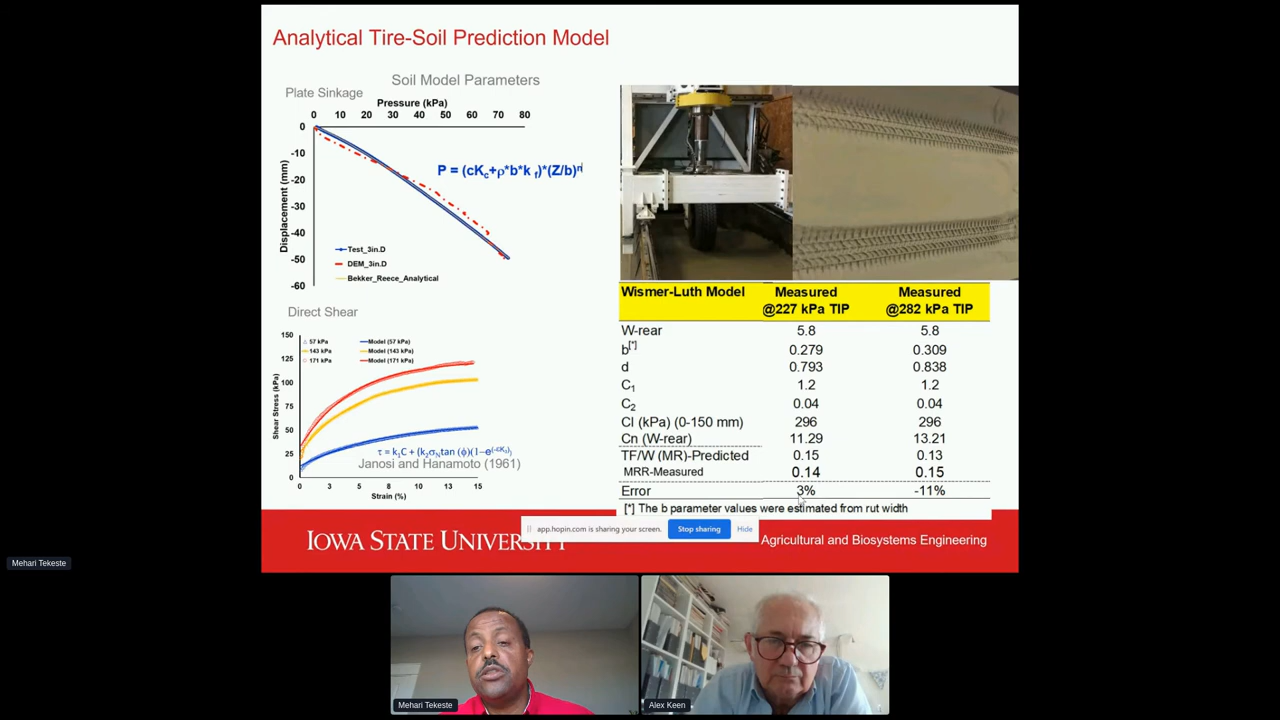 Analytical Tire-Soil Prediction Model
Soil Model Parameters
Plate Sinkage
Pressure (kPa)
0 10 20 30 40 50 60 70 80
0
-10
-20
-30
-40
-50
-60
Displacement (mm)
P = (cKc+ρ*b*k f)*(Z/b)n
Test_3in.D
DEM_3in.D
Bekker_Reece_Analytical
Direct Shear
150
125
100
75
50
25
0
Shear Stress (kPa)
57 kPa Model (57 kPa)
143 kPa Model (143 kPa)
171 kPa Model (171 kPa)
Janosi and Hanamoto (1961)
0 3 5 8 10 13 15
Strain (%)
Wismer-Luth Model Measured @227 kPa TIP Measured @282 kPa TIP
W-rear 5.8 5.8
b[*] 0.279 0.309
d 0.793 0.838
C1 1.2 1.2
C2 0.04 0.04
CI (kPa) (0-150 mm) 296 296
Cn (W-rear) 11.29 13.21
TF/W (MR)-Predicted 0.15 0.13
MRR-Measured 0.14 0.15
Error 3% -11%
[*] The b parameter values were estimated from rut width
app.hopin.com is sharing your screen. Stop sharing Hide
IOWA STATE UNIVERSITY
Agricultural and Biosystems Engineering
Mehari Tekeste
Mehari Tekeste
Alex Keen